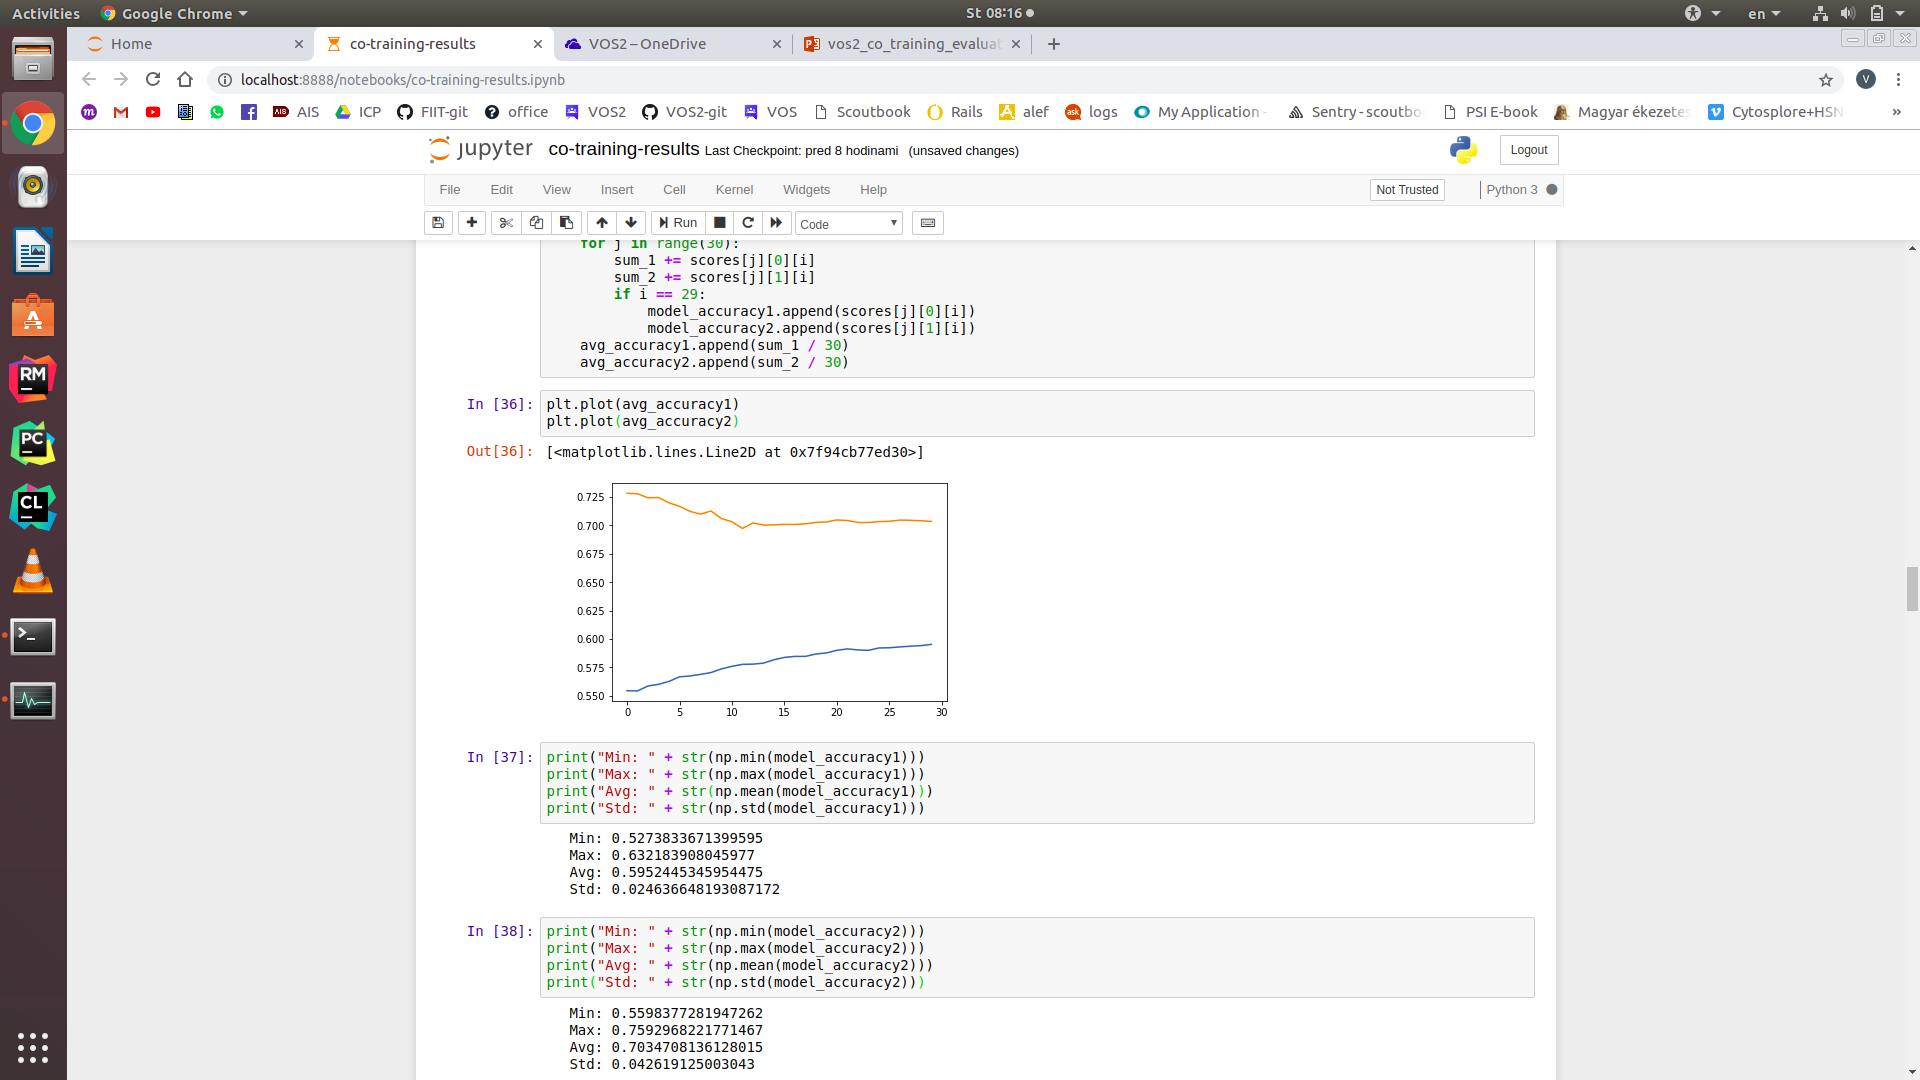 Activities
Google Chrome
St 08:16
en
Home
co-training-results
VOS2 – OneDrive
vos2_co_training_evaluat
localhost:8888/notebooks/co-training-results.ipynb
V
AIS
ICP
FIIT-git
office
VOS2
VOS2-git
VOS
Scoutbook
Rails
alef
logs
My Application -
Sentry - scoutbo
PSI E-book
Magyar ékezetes
Cytosplore+HSN
»
jupyter
co-training-results
Last Checkpoint: pred 8 hodinami
(unsaved changes)
Logout
File
Edit
View
Insert
Cell
Kernel
Widgets
Help
Not Trusted
Python 3
Run
Code
for j in range(30):
sum_1 += scores[j][0][i]
sum_2 += scores[j][1][i]
if i == 29:
model_accuracy1.append(scores[j][0][i])
model_accuracy2.append(scores[j][1][i])
avg_accuracy1.append(sum_1 / 30)
avg_accuracy2.append(sum_2 / 30)
In [36]:
plt.plot(avg_accuracy1)
plt.plot(avg_accuracy2)
Out[36]:
[<matplotlib.lines.Line2D at 0x7f94cb77ed30>]
0.725
0.700
0.675
0.650
0.625
0.600
0.575
0.550
0 5 10 15 20 25 30
In [37]:
print("Min: " + str(np.min(model_accuracy1)))
print("Max: " + str(np.max(model_accuracy1)))
print("Avg: " + str(np.mean(model_accuracy1)))
print("Std: " + str(np.std(model_accuracy1)))
Min: 0.5273833671399595
Max: 0.632183908045977
Avg: 0.5952445345954475
Std: 0.024636648193087172
In [38]:
print("Min: " + str(np.min(model_accuracy2)))
print("Max: " + str(np.max(model_accuracy2)))
print("Avg: " + str(np.mean(model_accuracy2)))
print("Std: " + str(np.std(model_accuracy2)))
Min: 0.5598377281947262
Max: 0.7592968221771467
Avg: 0.7034708136128015
Std: 0.042619125003043
RM
PC
CL